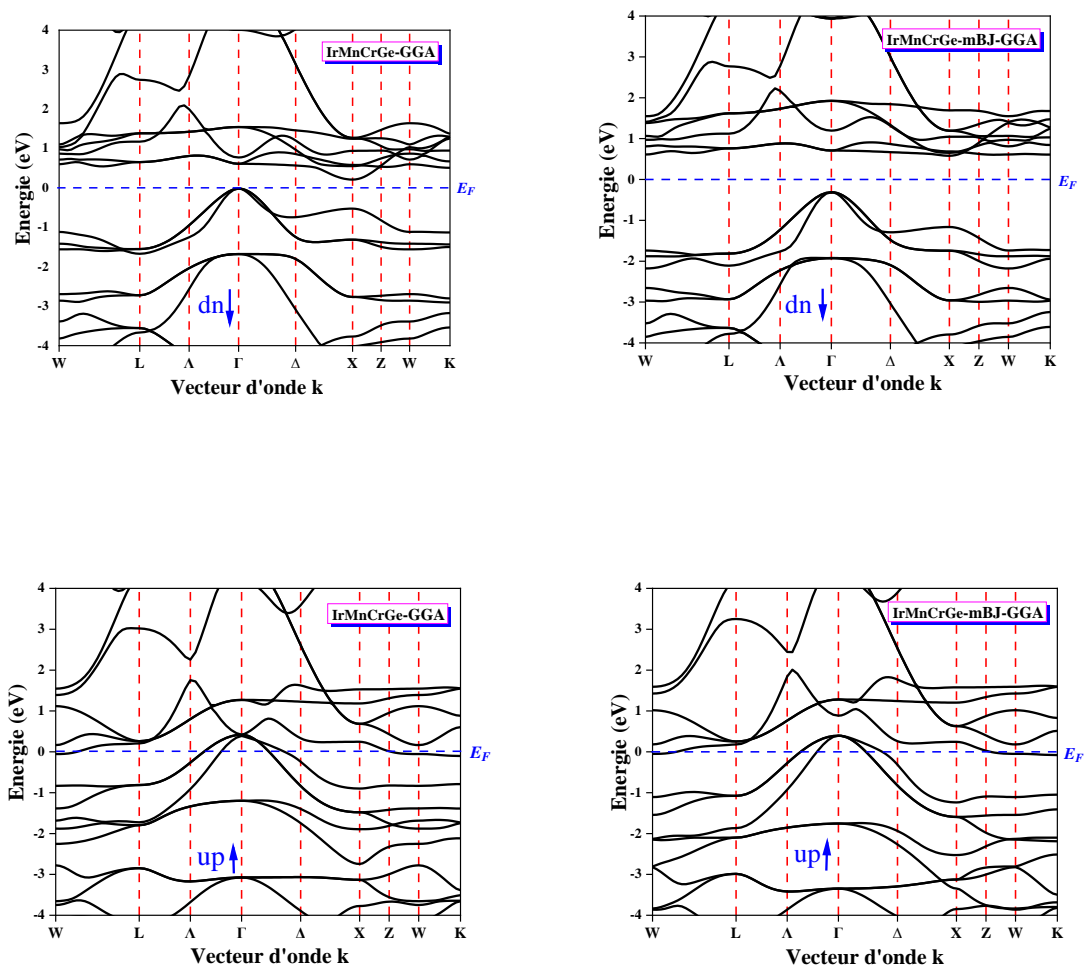 IrMnCrGe-GGA
4
3
2
1
0
-1
-2
-3
-4
Energie (eV)
E_F
dn
W L Λ Γ Δ X Z W K
Vecteur d'onde k
IrMnCrGe-mBJ-GGA
4
3
2
1
0
-1
-2
-3
-4
Energie (eV)
E_F
dn
W L Λ Γ Δ X Z W K
Vecteur d'onde k
IrMnCrGe-GGA
4
3
2
1
0
-1
-2
-3
-4
Energie (eV)
E_F
up
W L Λ Γ Δ X Z W K
Vecteur d'onde k
IrMnCrGe-mBJ-GGA
4
3
2
1
0
-1
-2
-3
-4
Energie (eV)
E_F
up
W L Λ Γ Δ X Z W K
Vecteur d'onde k